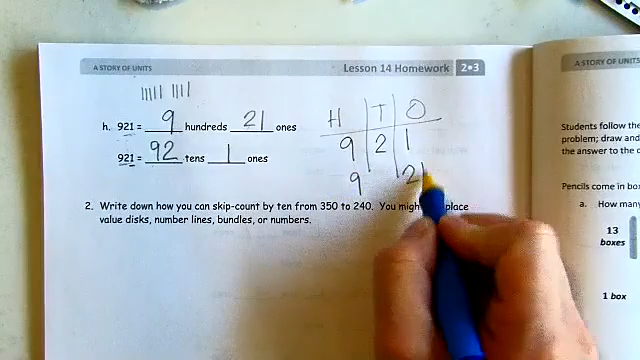 A STORY OF UNITS
Lesson 14 Homework 2•3
h. 921 = 9 hundreds 21 ones
921 = 92 tens 1 ones
H T O
9 2 1
9 21
2. Write down how you can skip-count by ten from 350 to 240. You might place
value disks, number lines, bundles, or numbers.
A STORY OF UNITS
Students follow the
problem; draw and
the answer to the
Pencils come in box
a. How many
13
boxes
1 box